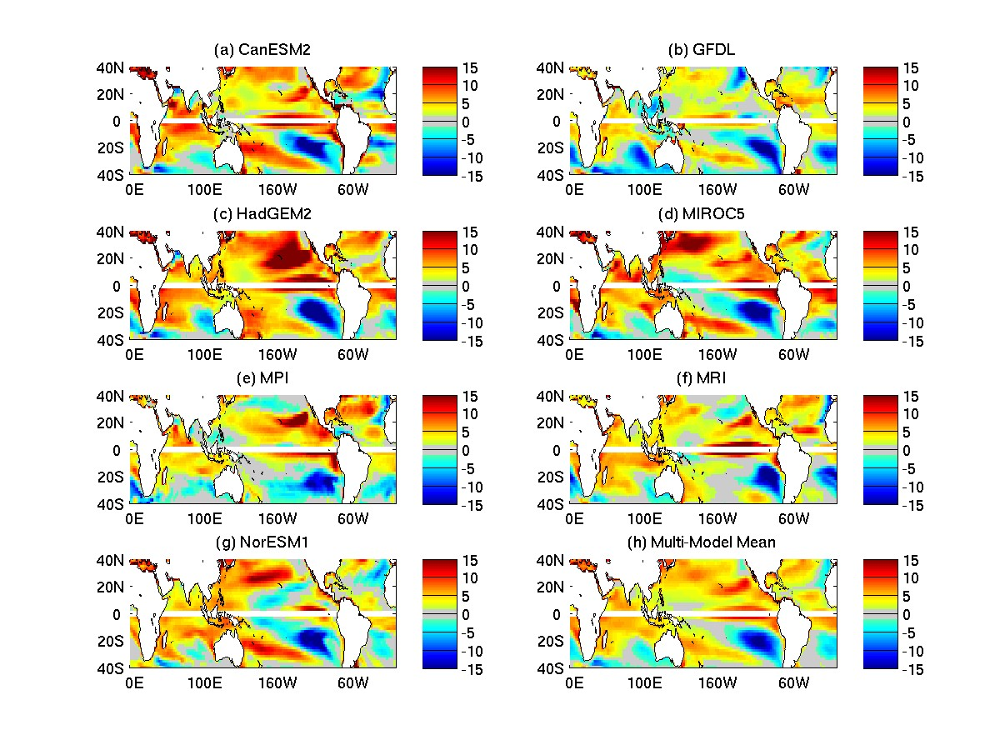 (a) CanESM2
40N
20N
0
20S
40S
0E 100E 160W 60W
15
10
5
0
-5
-10
-15
(b) GFDL
40N
20N
0
20S
40S
0E 100E 160W 60W
15
10
5
0
-5
-10
-15
(c) HadGEM2
40N
20N
0
20S
40S
0E 100E 160W 60W
15
10
5
0
-5
-10
-15
(d) MIROC5
40N
20N
0
20S
40S
0E 100E 160W 60W
15
10
5
0
-5
-10
-15
(e) MPI
40N
20N
0
20S
40S
0E 100E 160W 60W
15
10
5
0
-5
-10
-15
(f) MRI
40N
20N
0
20S
40S
0E 100E 160W 60W
15
10
5
0
-5
-10
-15
(g) NorESM1
40N
20N
0
20S
40S
0E 100E 160W 60W
15
10
5
0
-5
-10
-15
(h) Multi-Model Mean
40N
20N
0
20S
40S
0E 100E 160W 60W
15
10
5
0
-5
-10
-15